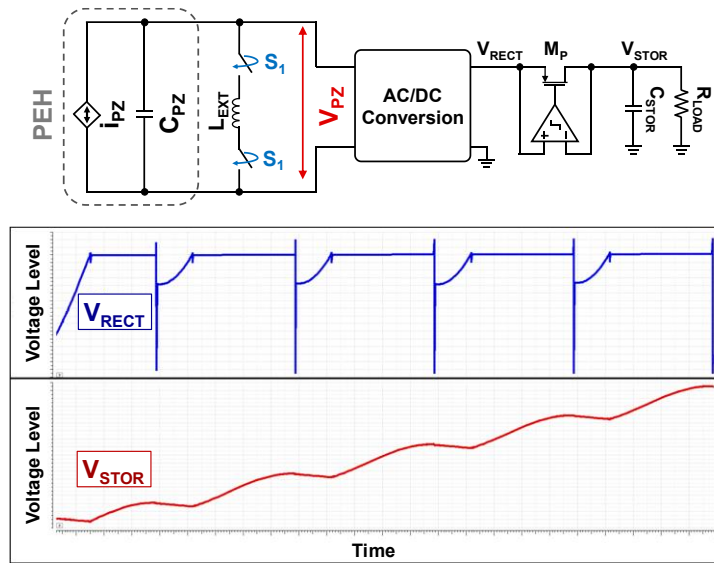 PEH
iPZ
CPZ
LEXT
S1
S1
VPZ
AC/DC
Conversion
VRECT
MP
VSTOR
CSTOR
RLOAD
+
-
Voltage Level
VRECT
Voltage Level
VSTOR
Time